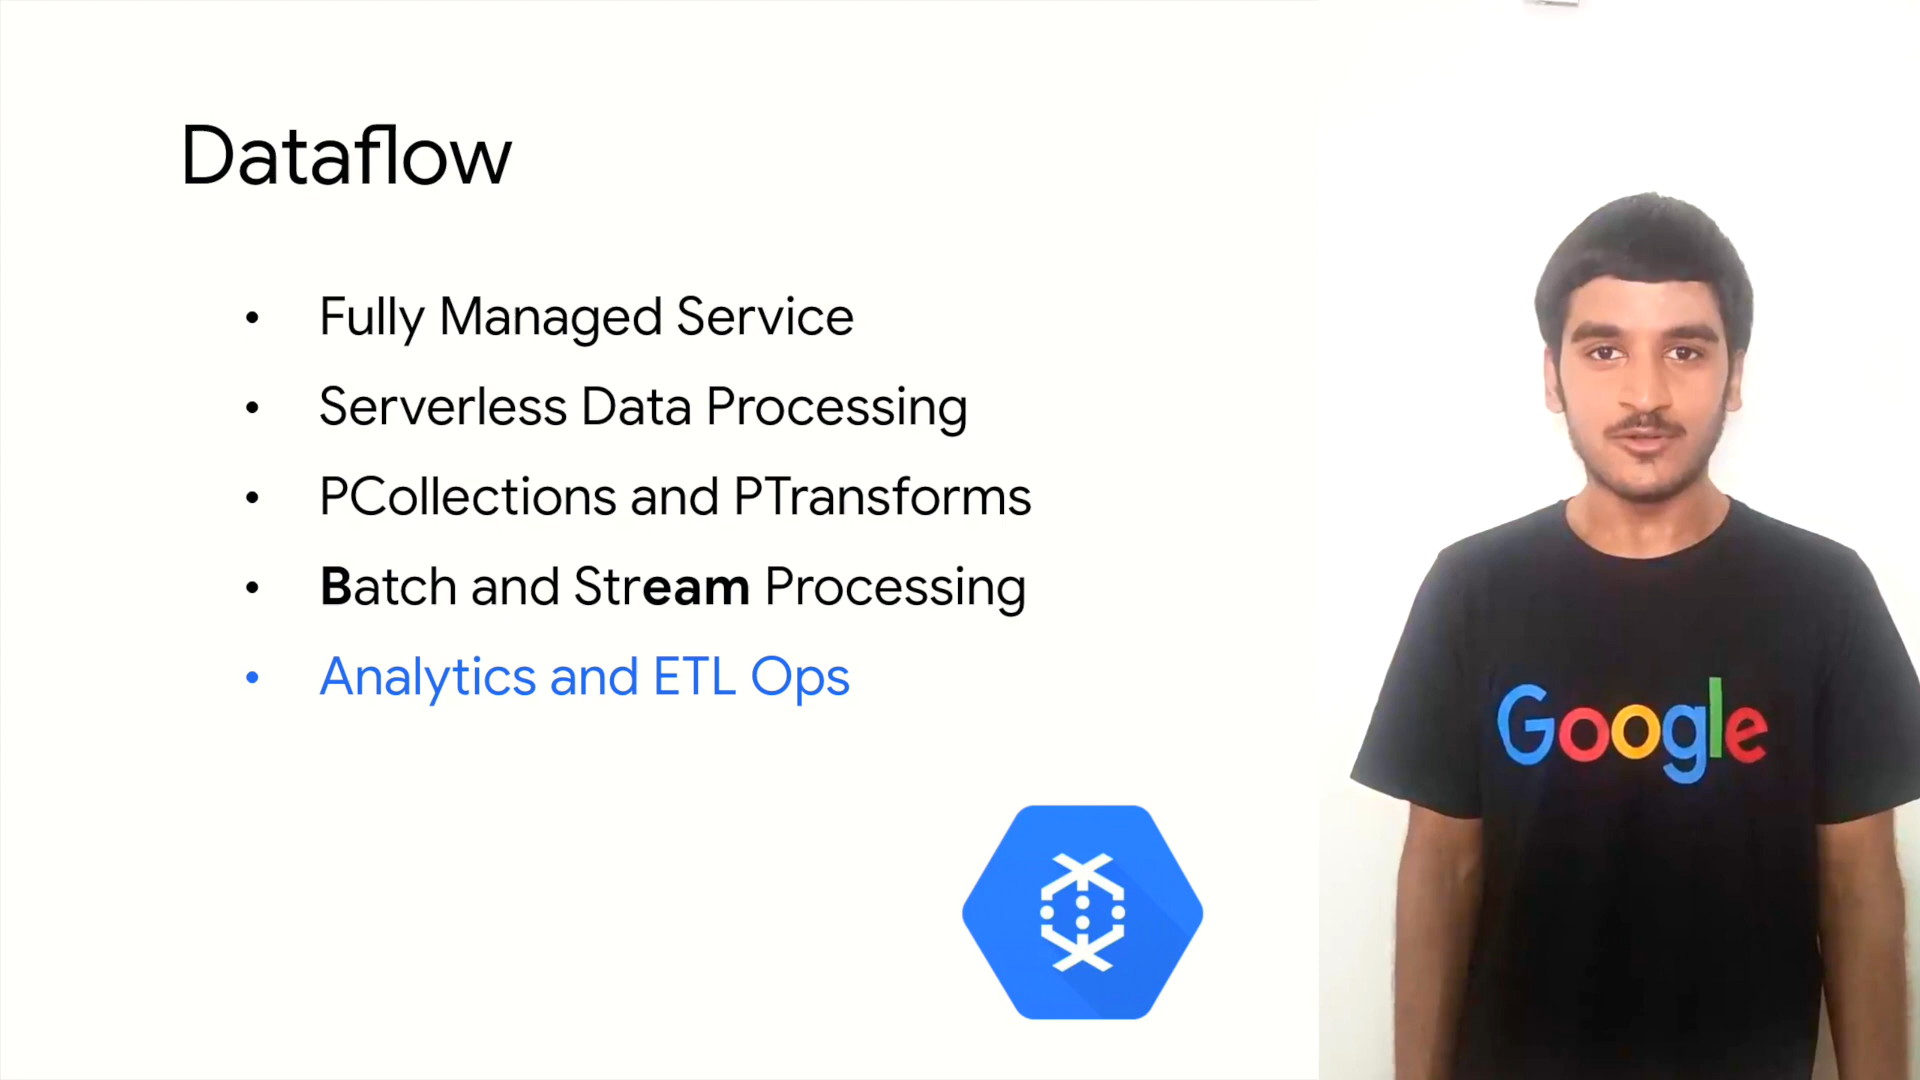 Dataflow
• Fully Managed Service
• Serverless Data Processing
• PCollections and PTransforms
• Batch and Stream Processing
• Analytics and ETL Ops
Google